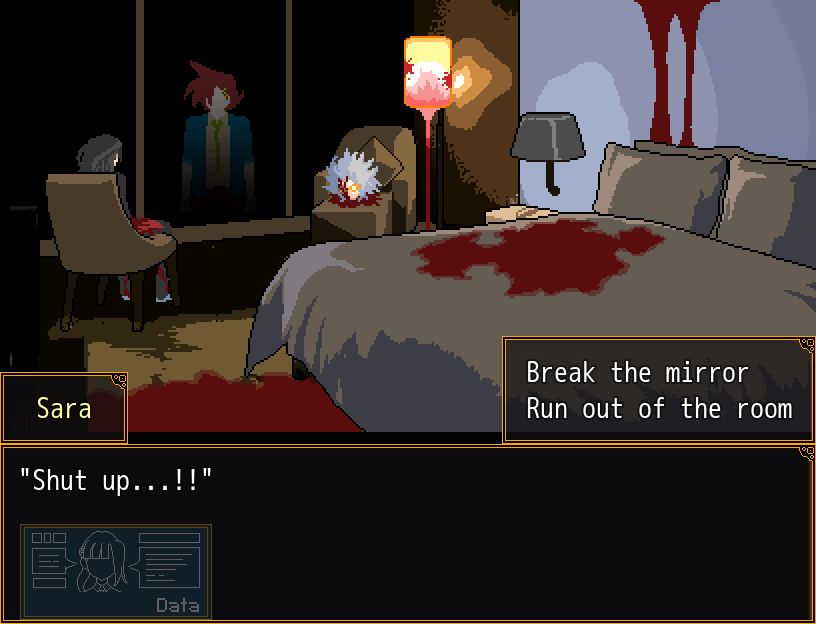 Break the mirror
Run out of the room
Sara
"Shut up...!!"
Data